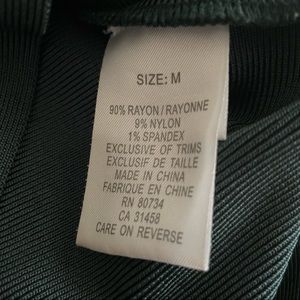 SIZE: M
90% RAYON/RAYONNE
9% NYLON
1% SPANDEX
EXCLUSIVE OF TRIMS
EXCLUSIF DE TAILLE
MADE IN CHINA
FABRIQUE EN CHINE
RN 80734
CA 31458
CARE ON REVERSE